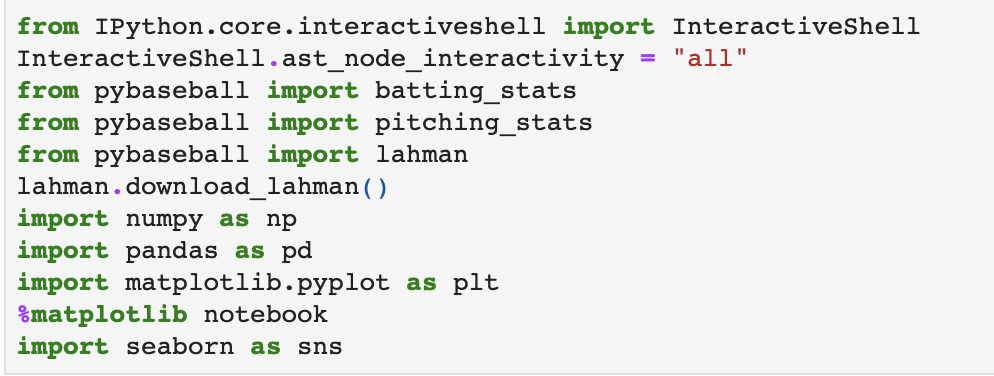 from IPython.core.interactiveshell import InteractiveShell
InteractiveShell.ast_node_interactivity = "all"
from pybaseball import batting_stats
from pybaseball import pitching_stats
from pybaseball import lahman
lahman.download_lahman()
import numpy as np
import pandas as pd
import matplotlib.pyplot as plt
%matplotlib notebook
import seaborn as sns